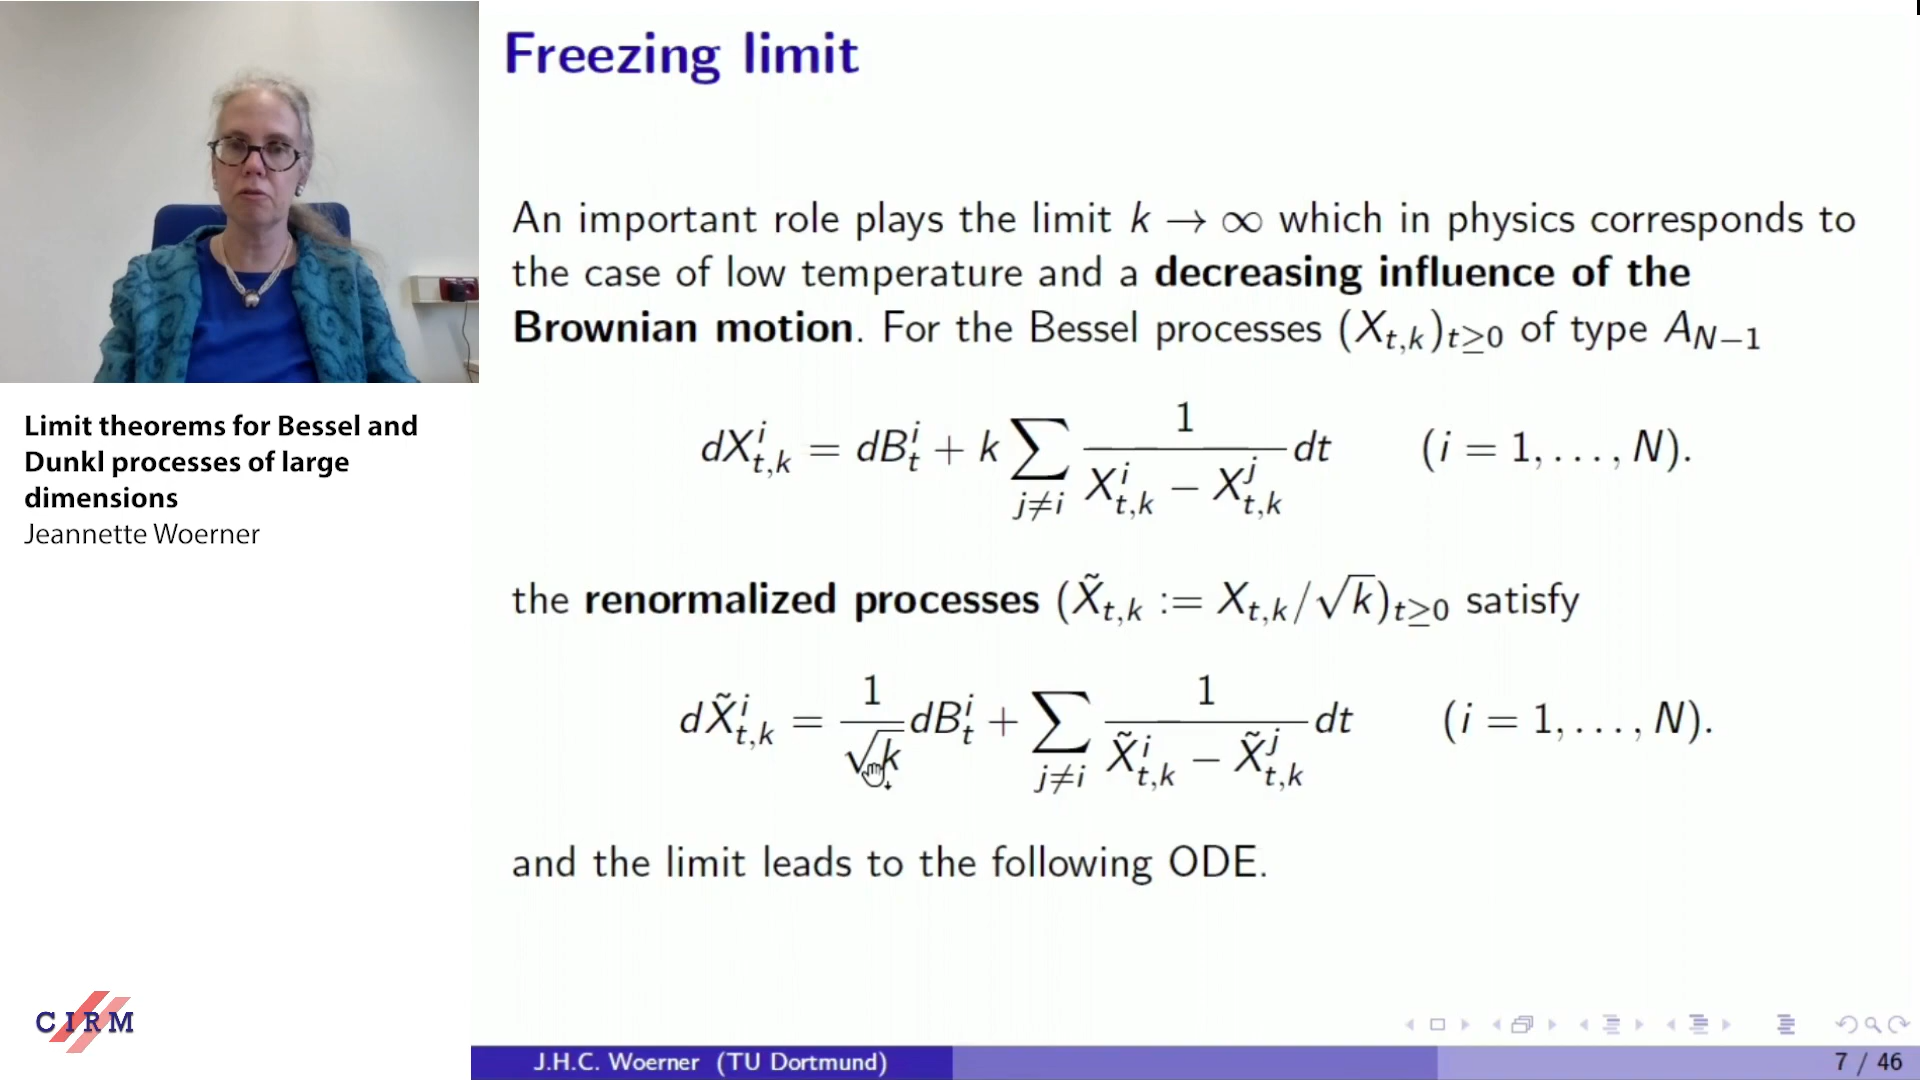 Freezing limit
An important role plays the limit k → ∞ which in physics corresponds to
the case of low temperature and a decreasing influence of the
Brownian motion. For the Bessel processes (X_{t,k})_{t≥0} of type A_{N−1}
dX^i_{t,k} = dB^i_t + k ∑_{j≠i} 1/(X^i_{t,k} − X^j_{t,k}) dt (i = 1, . . . , N).
the renormalized processes (X̃_{t,k} := X_{t,k}/√k)_{t≥0} satisfy
dX̃^i_{t,k} = 1/√k dB^i_t + ∑_{j≠i} 1/(X̃^i_{t,k} − X̃^j_{t,k}) dt (i = 1, . . . , N).
and the limit leads to the following ODE.
Limit theorems for Bessel and
Dunkl processes of large
dimensions
Jeannette Woerner
CIRM
J.H.C. Woerner (TU Dortmund)
7 / 46